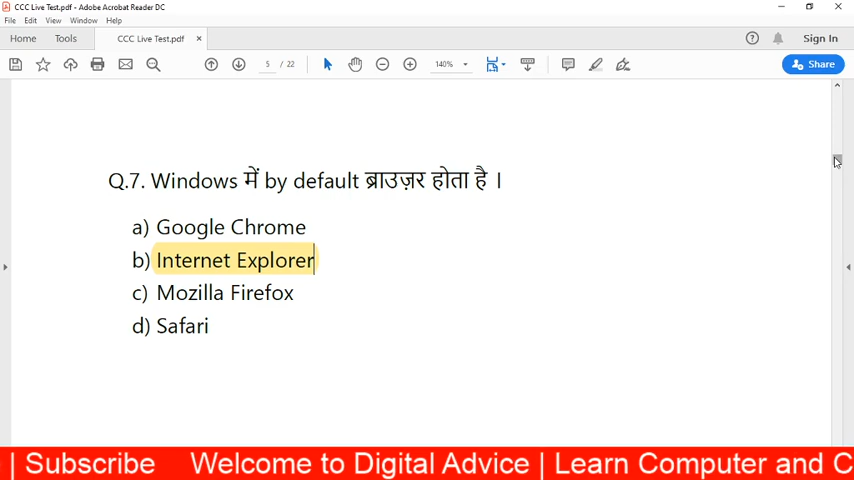 CCC Live Test.pdf - Adobe Acrobat Reader DC
File Edit View Window Help
Home Tools CCC Live Test.pdf × Sign In
5 / 22 140% Share
Q.7. Windows में by default ब्राउज़र होता है ।
a) Google Chrome
b) Internet Explorer
c) Mozilla Firefox
d) Safari
| Subscribe Welcome to Digital Advice | Learn Computer and C